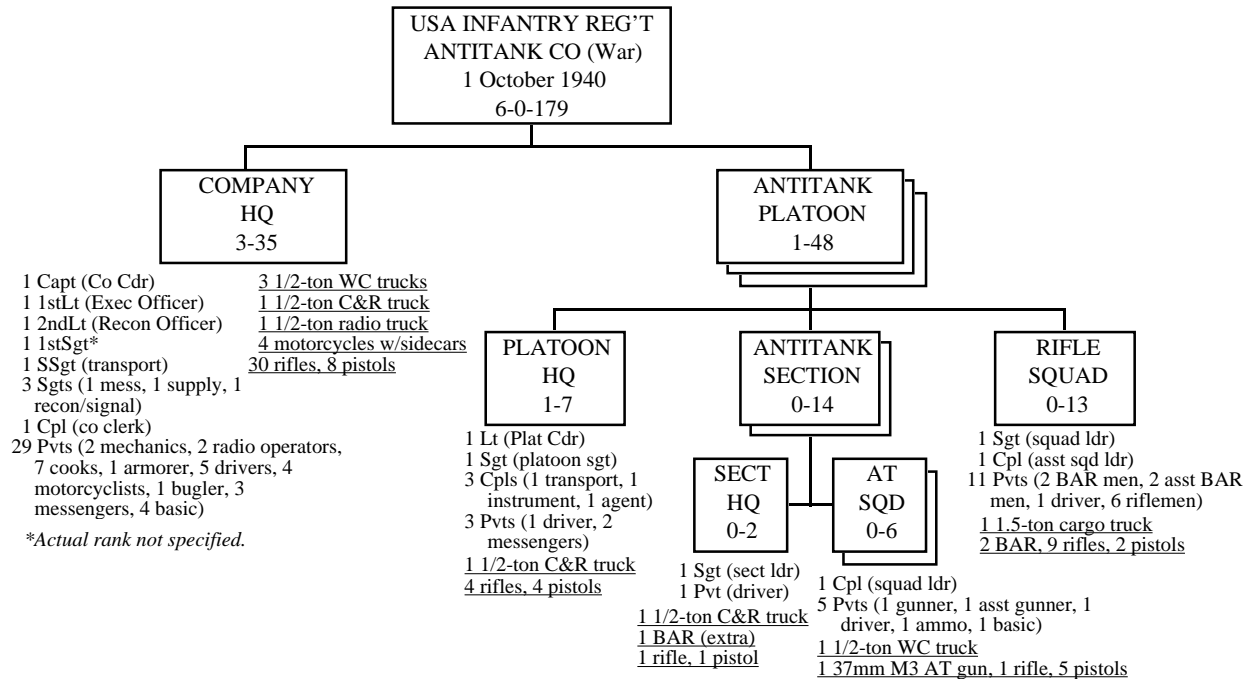 USA INFANTRY REG'T
ANTITANK CO (War)
1 October 1940
6-0-179
COMPANY
HQ
3-35
1 Capt (Co Cdr)
1 1stLt (Exec Officer)
1 2ndLt (Recon Officer)
1 1stSgt*
1 SSgt (transport)
3 Sgts (1 mess, 1 supply, 1
recon/signal)
1 Cpl (co clerk)
29 Pvts (2 mechanics, 2 radio operators,
7 cooks, 1 armorer, 5 drivers, 4
motorcyclists, 1 bugler, 3
messengers, 4 basic)
*Actual rank not specified.
3 1/2-ton WC trucks
1 1/2-ton C&R truck
1 1/2-ton radio truck
4 motorcycles w/sidecars
30 rifles, 8 pistols
ANTITANK
PLATOON
1-48
PLATOON
HQ
1-7
1 Lt (Plat Cdr)
1 Sgt (platoon sgt)
3 Cpls (1 transport, 1
instrument, 1 agent)
3 Pvts (1 driver, 2
messengers)
1 1/2-ton C&R truck
4 rifles, 4 pistols
ANTITANK
SECTION
0-14
SECT
HQ
0-2
1 Sgt (sect ldr)
1 Pvt (driver)
1 1/2-ton C&R truck
1 BAR (extra)
1 rifle, 1 pistol
AT
SQD
0-6
1 Cpl (squad ldr)
5 Pvts (1 gunner, 1 asst gunner, 1
driver, 1 ammo, 1 basic)
1 1/2-ton WC truck
1 37mm M3 AT gun, 1 rifle, 5 pistols
RIFLE
SQUAD
0-13
1 Sgt (squad ldr)
1 Cpl (asst sqd ldr)
11 Pvts (2 BAR men, 2 asst BAR
men, 1 driver, 6 riflemen)
1 1.5-ton cargo truck
2 BAR, 9 rifles, 2 pistols